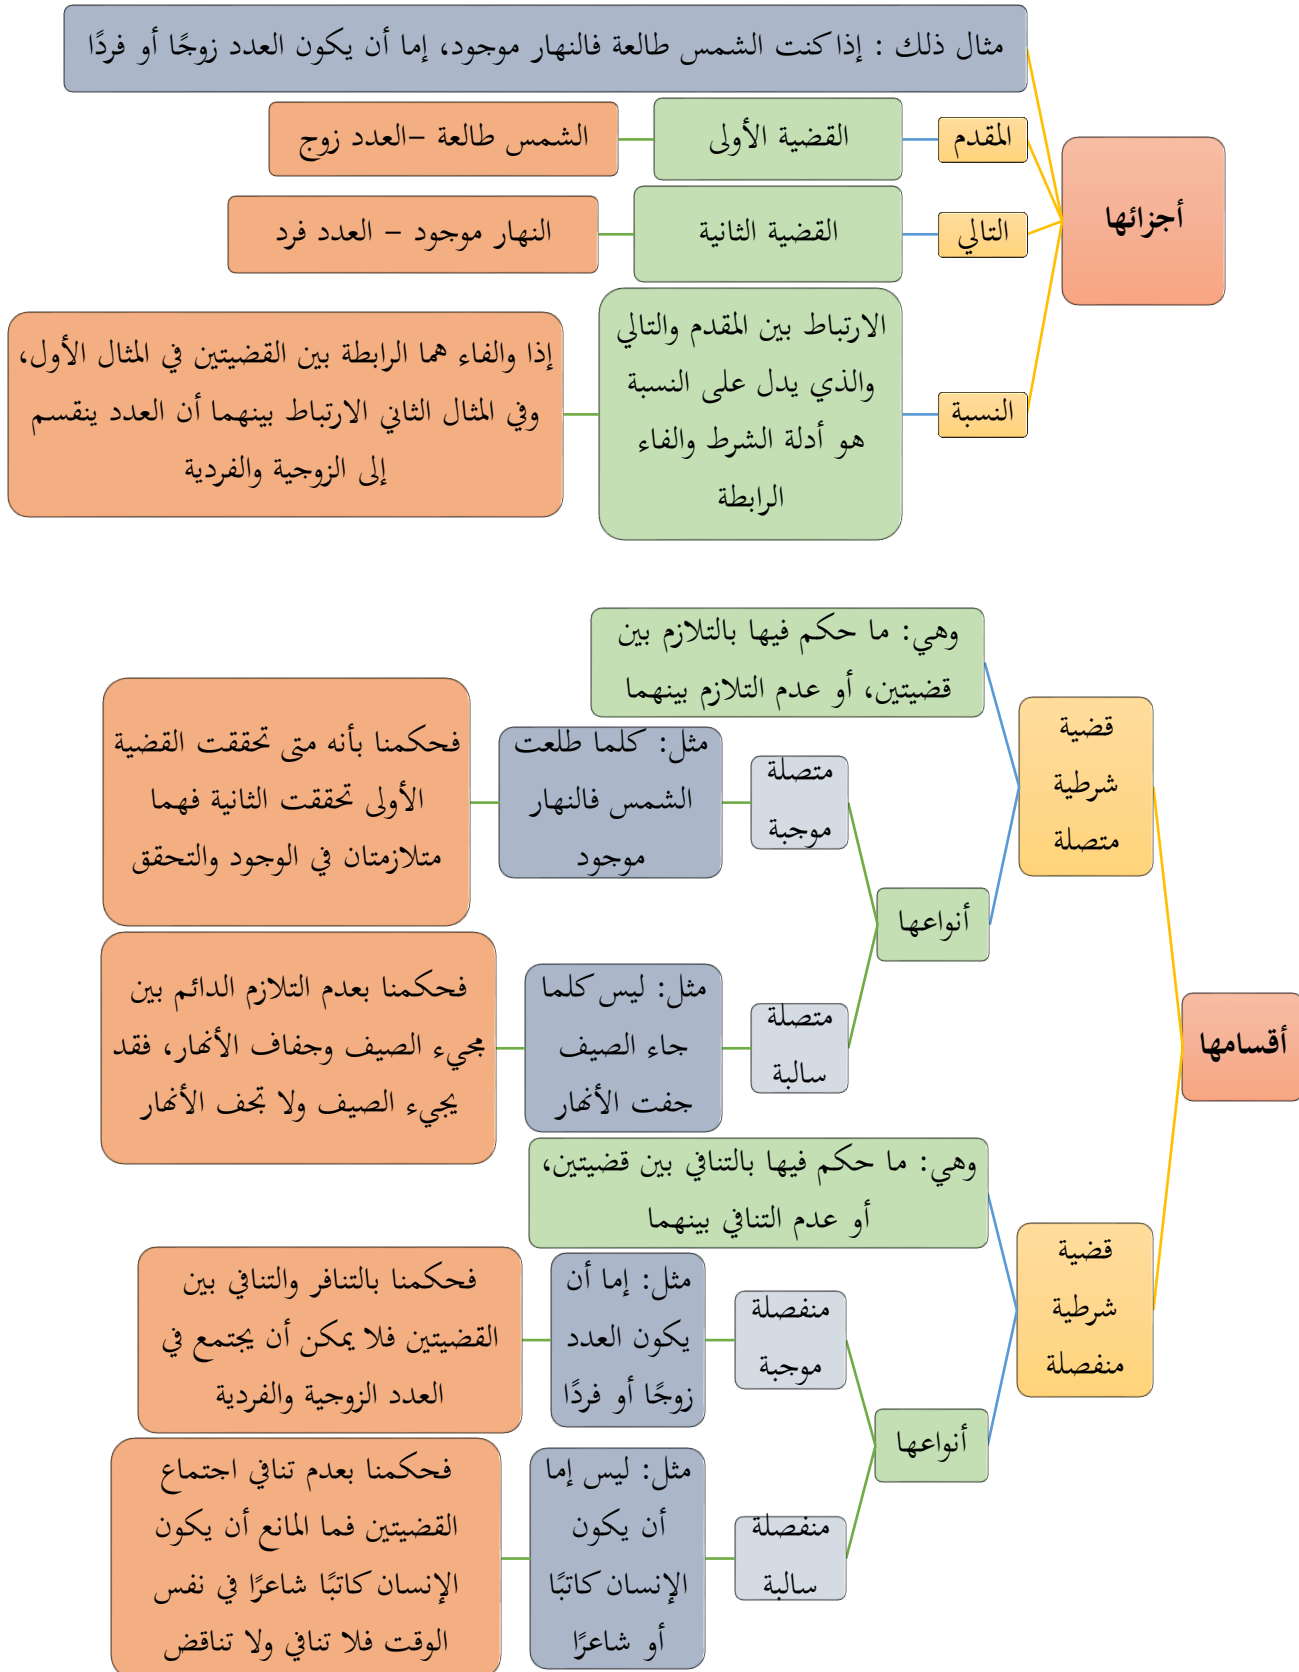 مثال ذلك : إذا كنت الشمس طالعة فالنهار موجود، إما أن يكون العدد زوجًا أو فردًا
أجزائها
المقدم
القضية الأولى
الشمس طالعة –العدد زوج
التالي
القضية الثانية
النهار موجود – العدد فرد
النسبة
الارتباط بين المقدم والتالي
والذي يدل على النسبة
هو أدلة الشرط والفاء
الرابطة
إذا والفاء هما الرابطة بين القضيتين في المثال الأول،
وفي المثال الثاني الارتباط بينهما أن العدد ينقسم
إلى الزوجية والفردية
أقسامها
قضية
شرطية
متصلة
وهي: ما حكم فيها بالتلازم بين
قضيتين، أو عدم التلازم بينهما
أنواعها
متصلة
موجبة
مثل: كلما طلعت
الشمس فالنهار
موجود
فحكمنا بأنه متى تحققت القضية
الأولى تحققت الثانية فهما
متلازمتان في الوجود والتحقق
متصلة
سالبة
مثل: ليس كلما
جاء الصيف
جفت الأنهار
فحكمنا بعدم التلازم الدائم بين
مجيء الصيف وجفاف الأنهار، فقد
يجيء الصيف ولا تجف الأنهار
قضية
شرطية
منفصلة
وهي: ما حكم فيها بالتنافي بين قضيتين،
أو عدم التنافي بينهما
أنواعها
منفصلة
موجبة
مثل: إما أن
يكون العدد
زوجًا أو فردًا
فحكمنا بالتنافر والتنافي بين
القضيتين فلا يمكن أن يجتمع في
العدد الزوجية والفردية
منفصلة
سالبة
مثل: ليس إما
أن يكون
الإنسان كاتبًا
أو شاعرًا
فحكمنا بعدم تنافي اجتماع
القضيتين فما المانع أن يكون
الإنسان كاتبًا شاعرًا في نفس
الوقت فلا تنافي ولا تناقض